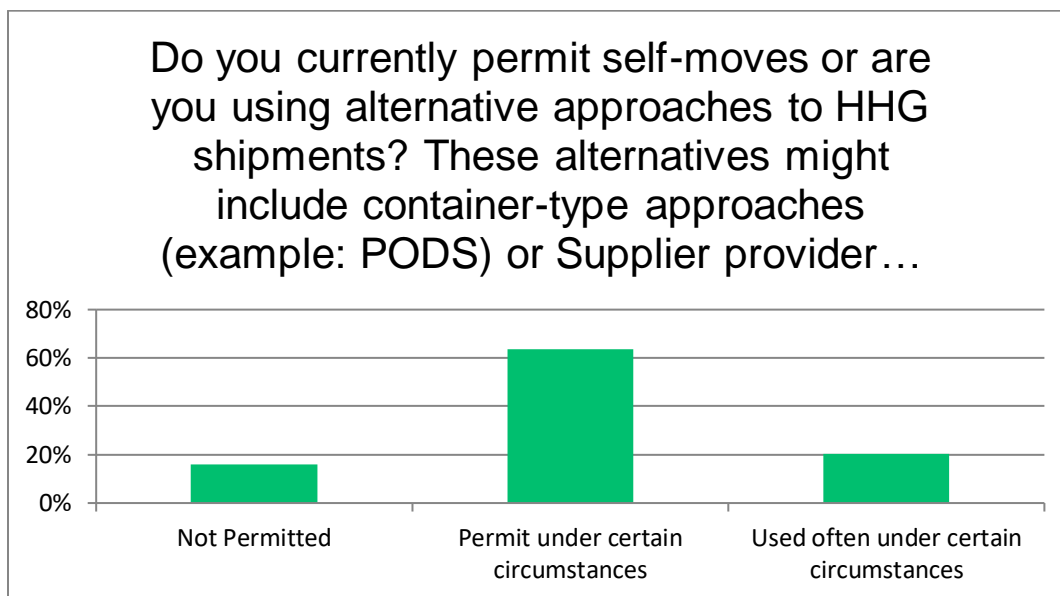 Do you currently permit self-moves or are
you using alternative approaches to HHG
shipments? These alternatives might
include container-type approaches
(example: PODS) or Supplier provider…
80%
60%
40%
20%
0%
Not Permitted
Permit under certain
circumstances
Used often under certain
circumstances